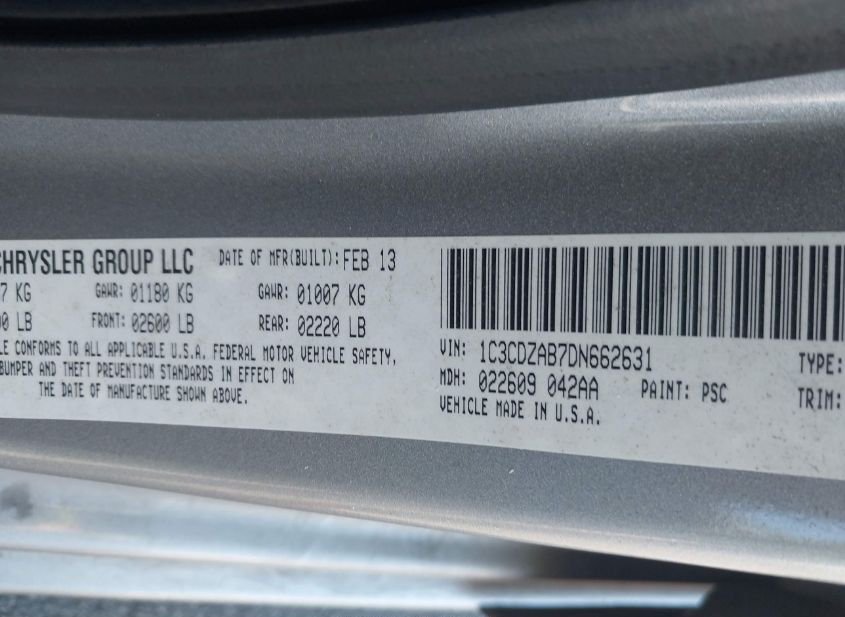 CHRYSLER GROUP LLC DATE OF MFR(BUILT): FEB 13
7 KG GAWR: 01180 KG GAWR: 01007 KG
0 LB FRONT: 02600 LB REAR: 02220 LB
LE CONFORMS TO ALL APPLICABLE U.S.A. FEDERAL MOTOR VEHICLE SAFETY,
BUMPER AND THEFT PREVENTION STANDARDS IN EFFECT ON
THE DATE OF MANUFACTURE SHOWN ABOVE.
VIN: 1C3CDZAB7DN662631 TYPE:
MDH: 022609 042AA PAINT: PSC TRIM:
VEHICLE MADE IN U.S.A.